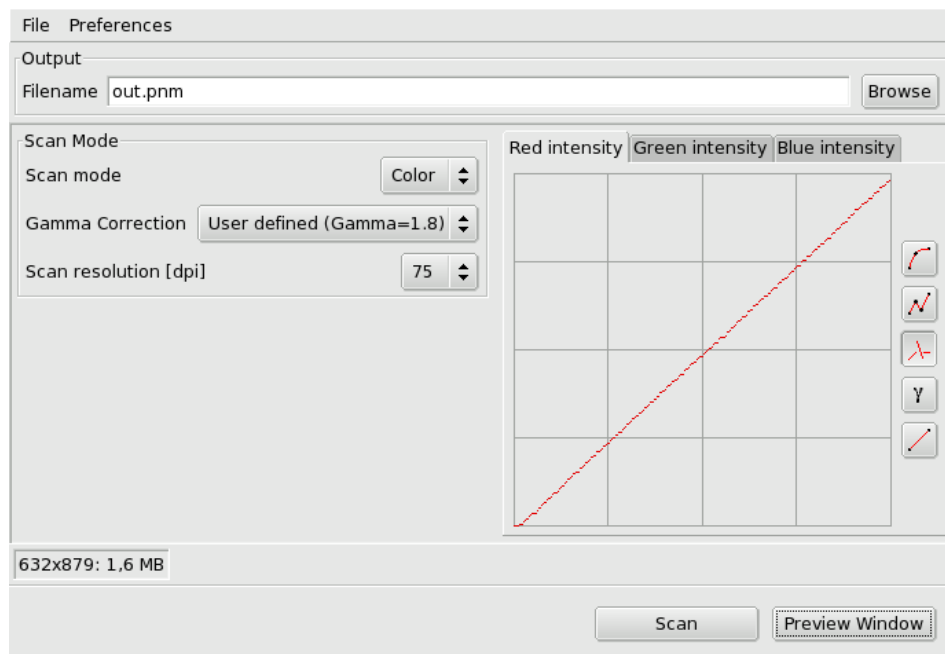 File Preferences
Output
Filename out.pnm Browse
Scan Mode
Scan mode Color
Gamma Correction User defined (Gamma=1.8)
Scan resolution [dpi] 75
Red intensity Green intensity Blue intensity
γ
632x879: 1,6 MB
Scan Preview Window